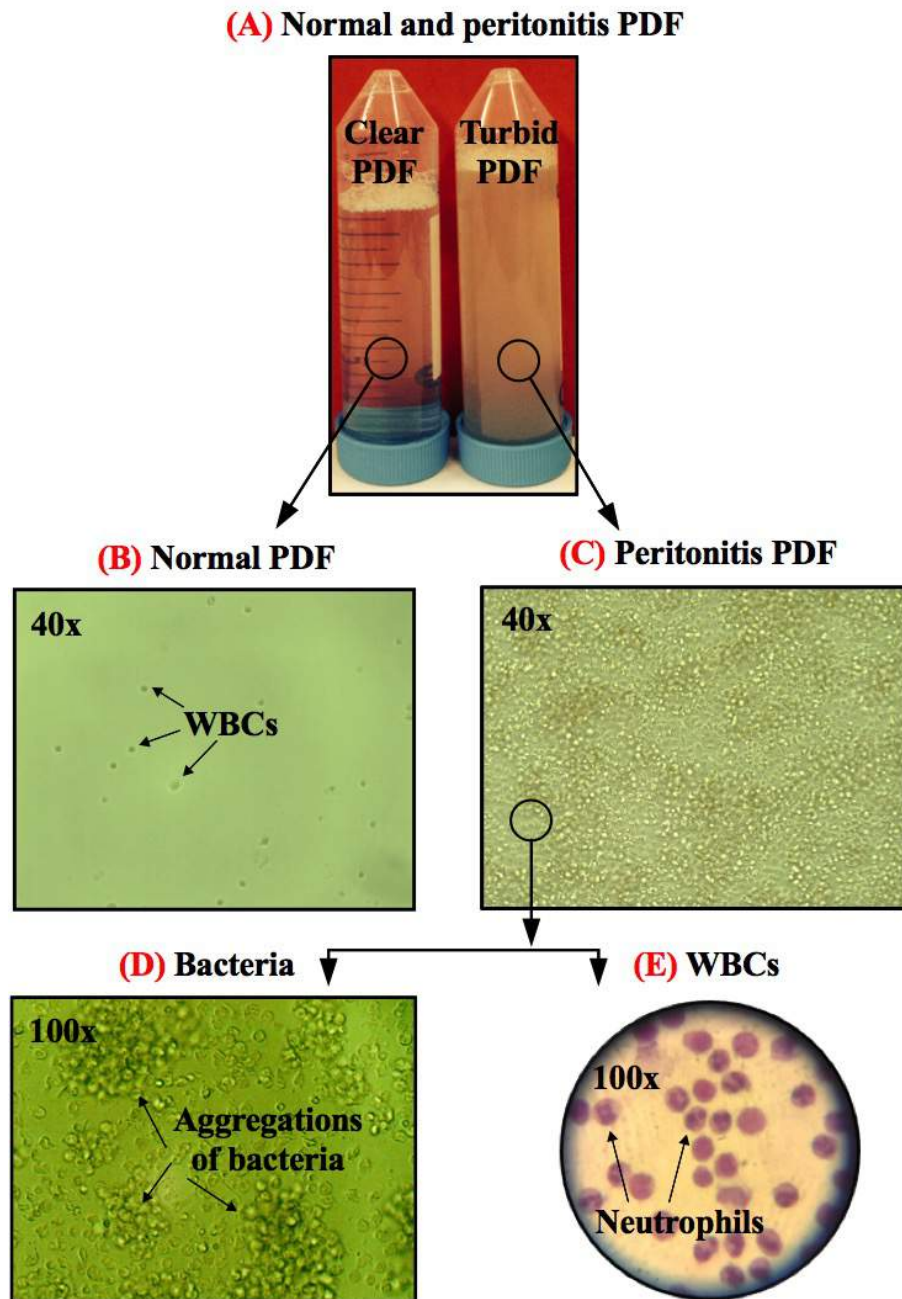 (A) Normal and peritonitis PDF
Clear
PDF
Turbid
PDF
(B) Normal PDF
40x
WBCs
(C) Peritonitis PDF
40x
(D) Bacteria
100x
Aggregations
of bacteria
(E) WBCs
100x
Neutrophils